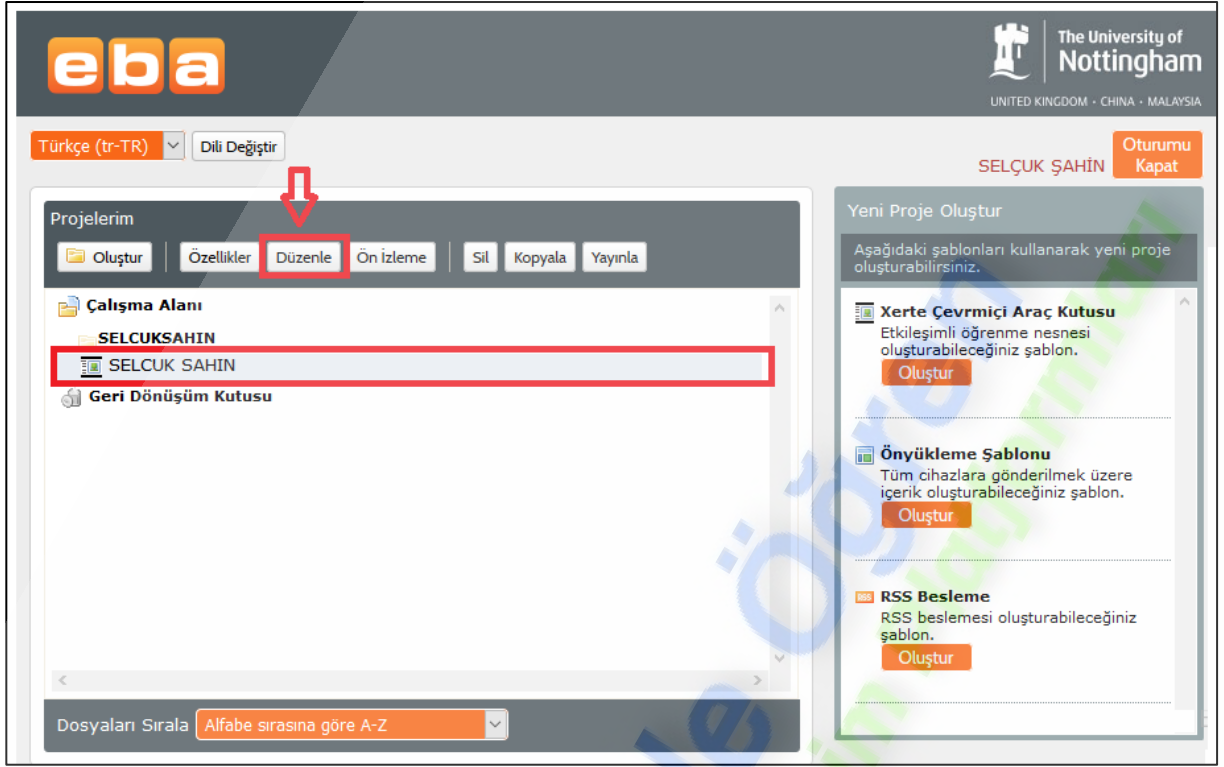 eba
The University of
Nottingham
UNITED KINGDOM · CHINA · MALAYSIA
Türkçe (tr-TR) Dili Değiştir
SELÇUK ŞAHİN
Oturumu
Kapat
Projelerim
Oluştur Özellikler Düzenle Ön İzleme Sil Kopyala Yayınla
Çalışma Alanı
SELCUKSAHIN
SELCUK SAHIN
Geri Dönüşüm Kutusu
Dosyaları Sırala Alfabe sırasına göre A-Z
Yeni Proje Oluştur
Aşağıdaki şablonları kullanarak yeni proje
oluşturabilirsiniz.
Xerte Çevrmiçi Araç Kutusu
Etkileşimli öğrenme nesnesi
oluşturabileceğiniz şablon.
Oluştur
Önyükleme Şablonu
Tüm cihazlara gönderilmek üzere
içerik oluşturabileceğiniz şablon.
Oluştur
RSS RSS Besleme
RSS beslemesi oluşturabileceğiniz
şablon.
Oluştur
le Öğren
im platformları